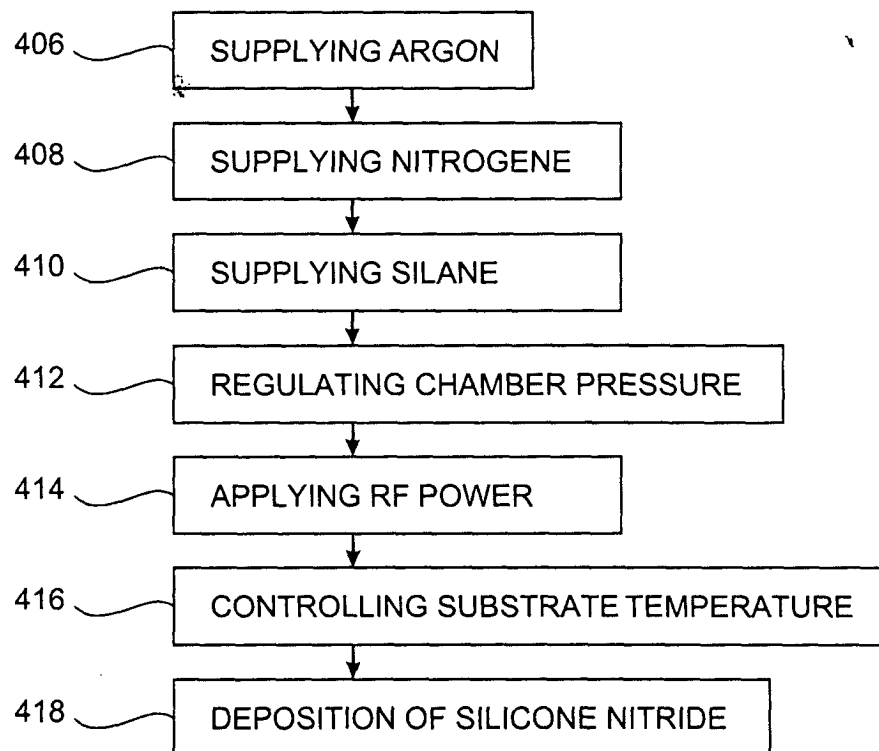 406 SUPPLYING ARGON
408 SUPPLYING NITROGENE
410 SUPPLYING SILANE
412 REGULATING CHAMBER PRESSURE
414 APPLYING RF POWER
416 CONTROLLING SUBSTRATE TEMPERATURE
418 DEPOSITION OF SILICONE NITRIDE